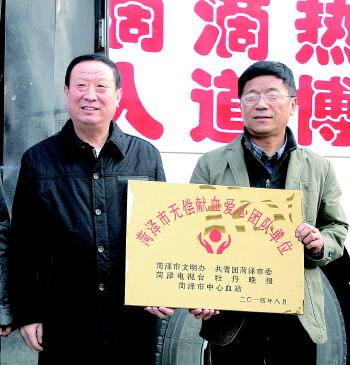 同滴热
人道博
菏泽市无偿献血爱心团队单位
菏泽市文明办 共青团菏泽市委
菏泽电视台 牡丹晚报
菏泽市中心血站
二〇一四年八月